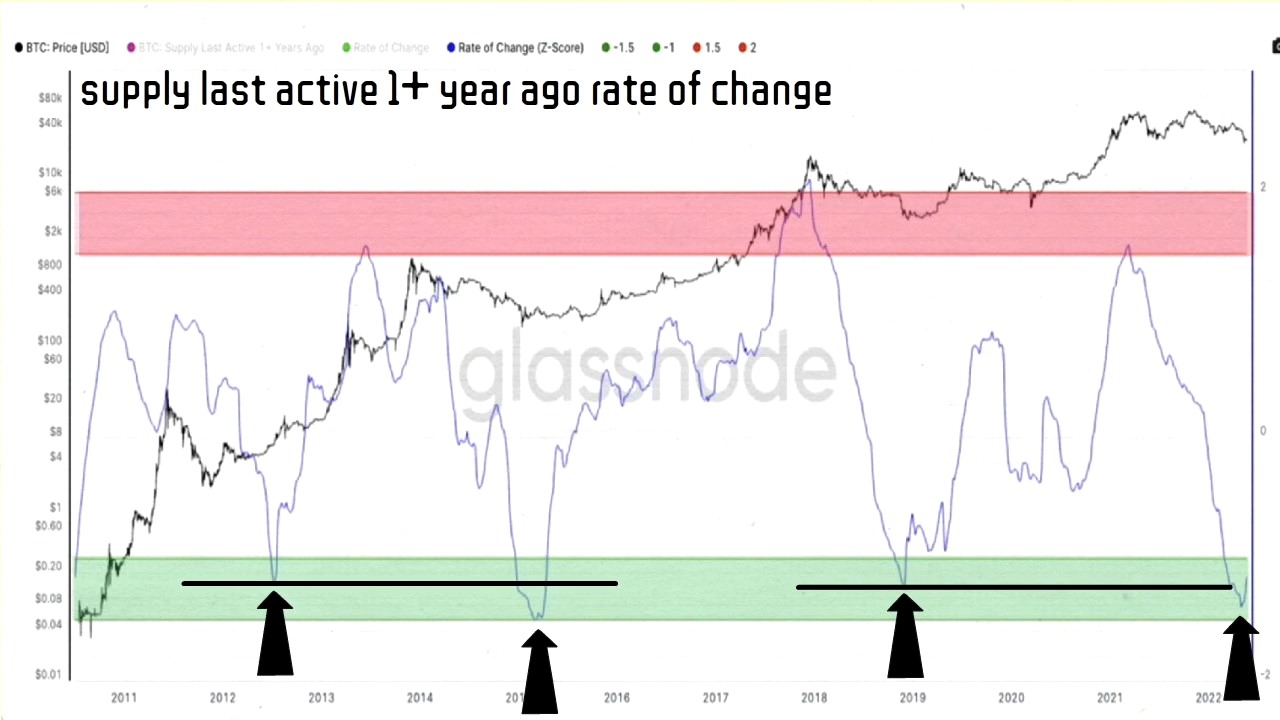 BTC: Price [USD] BTC: Supply Last Active 1+ Years Ago Rate of Change Rate of Change (Z-Score) -1.5 -1 1.5 2
supply last active 1+ year ago rate of change
$80k
$40k
$10k
$6k
2
$2k
$800
$400
$100
glassnode
$60
$20
$8
0
$4
$1
$0.60
$0.20
$0.08
$0.04
$0.01
-2
2011 2012 2013 2014 2016 2017 2018 2019 2020 2021 2022